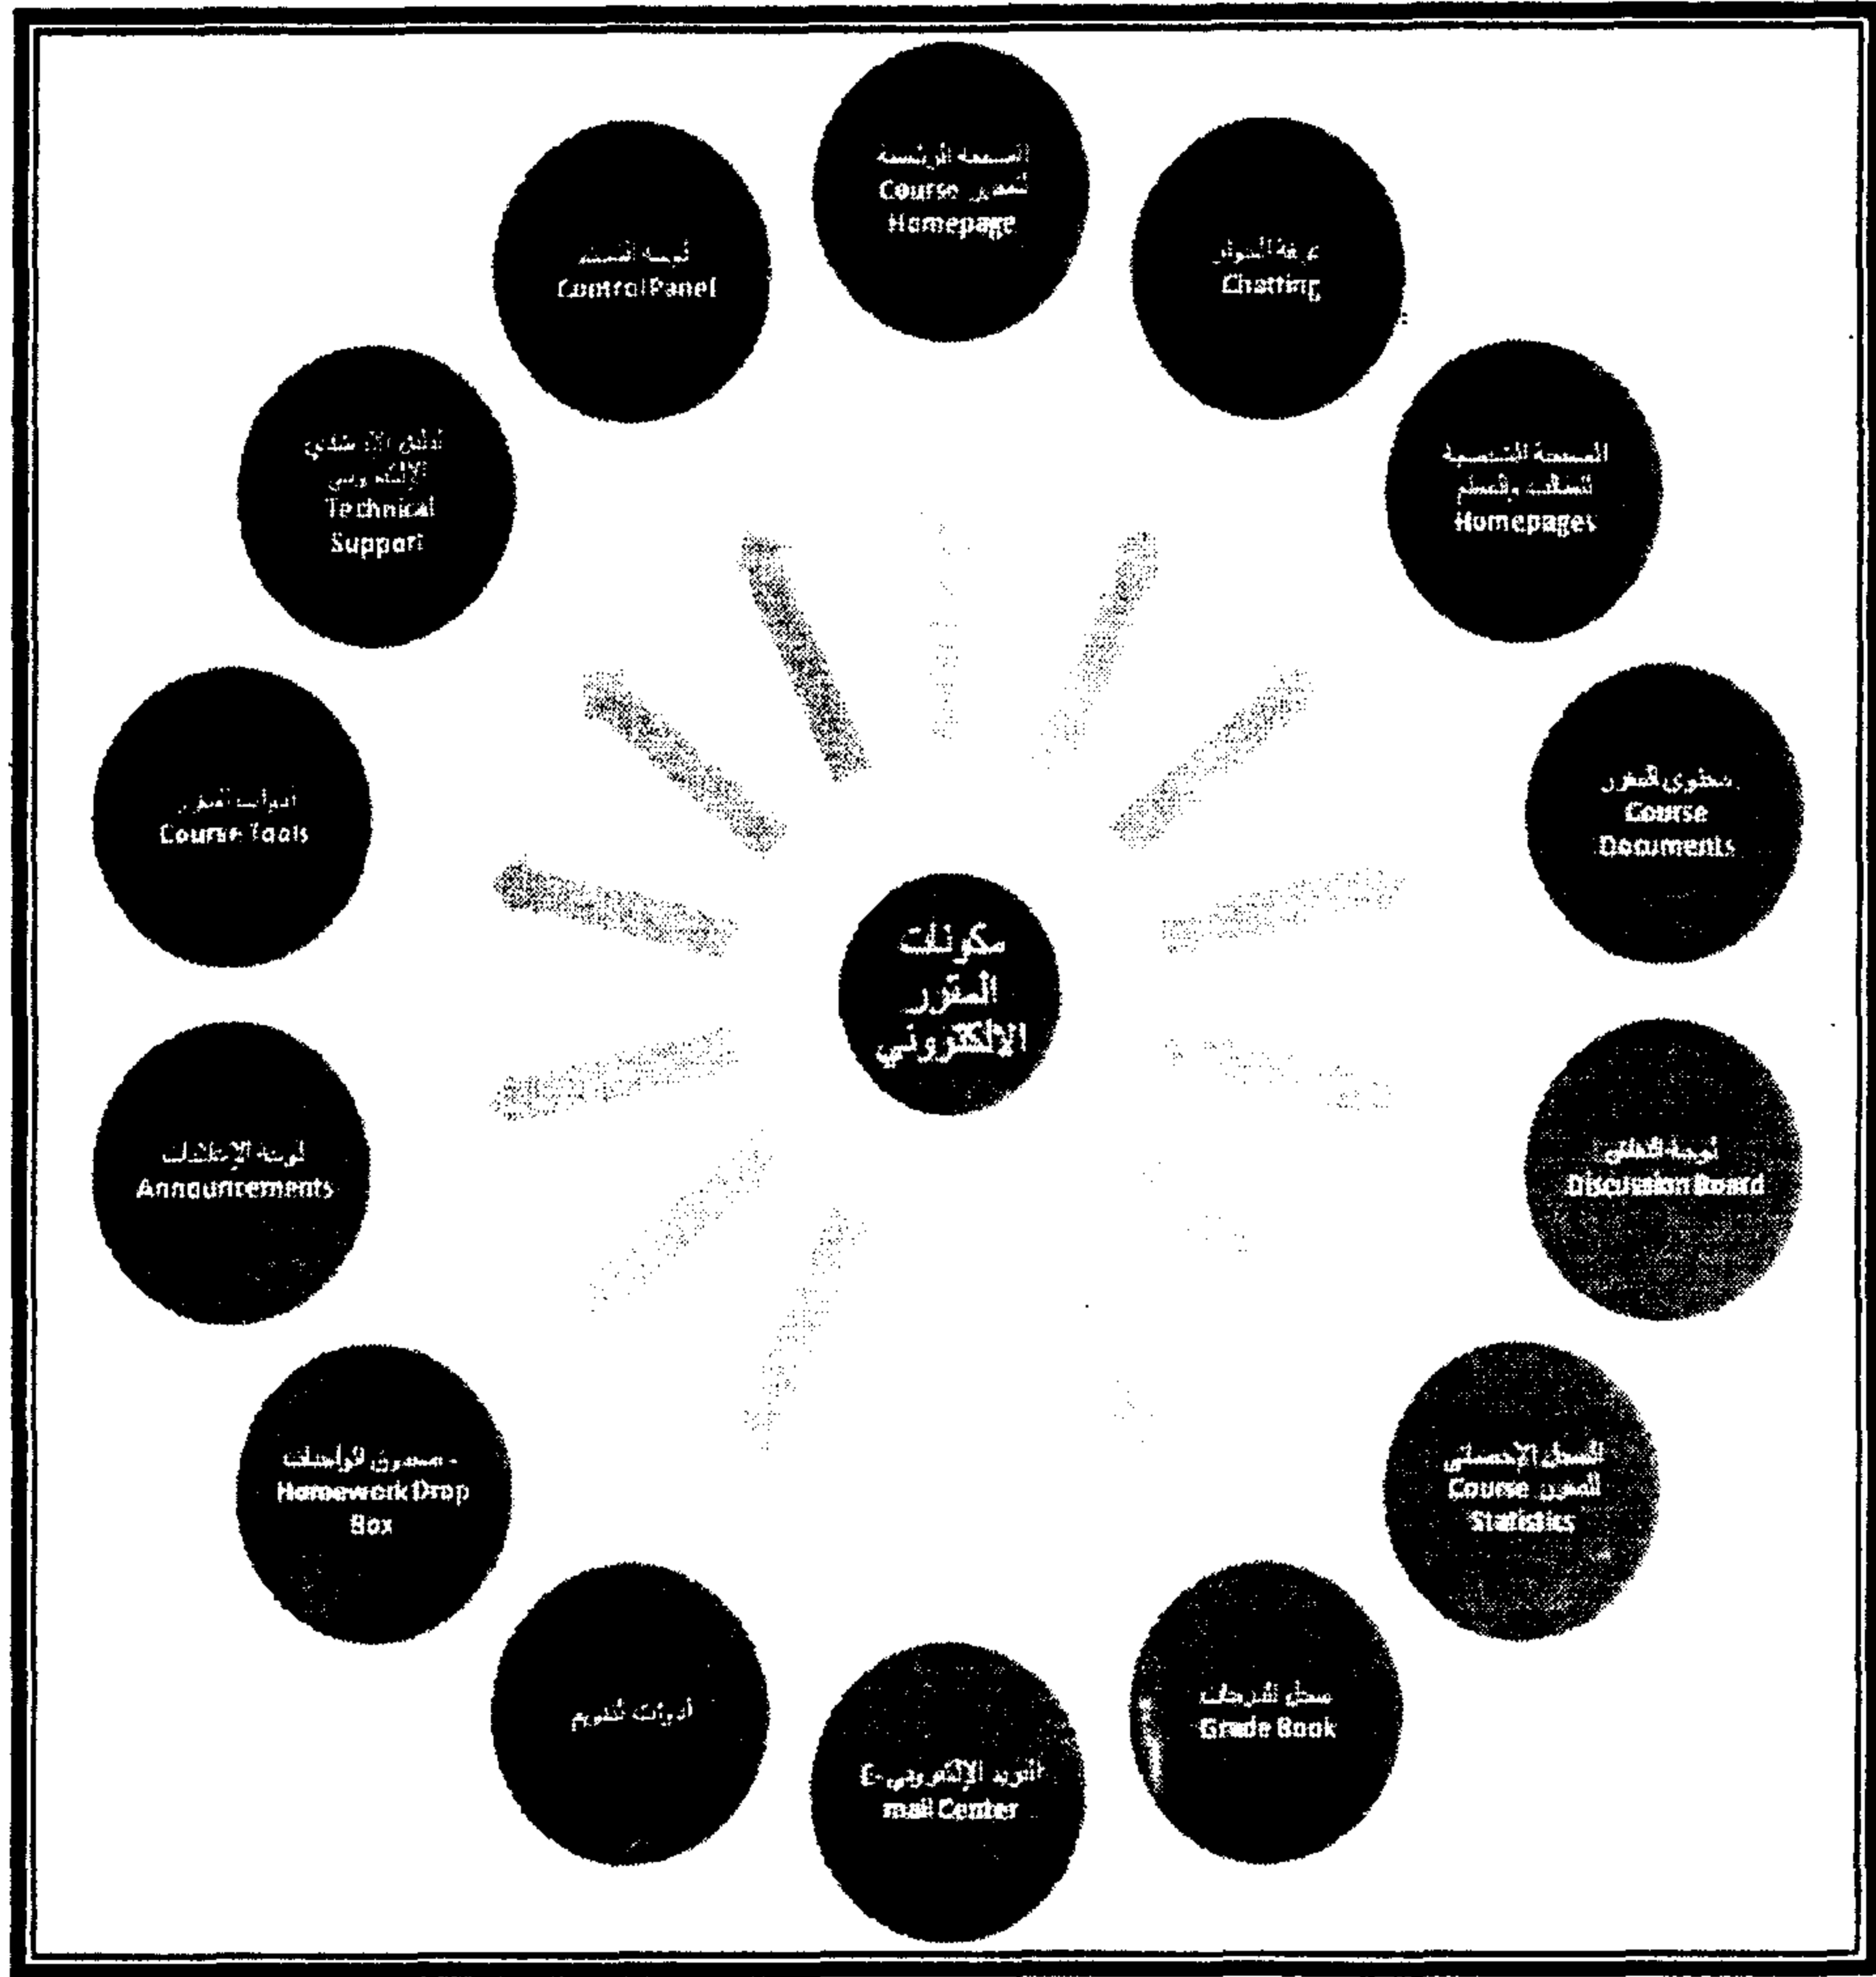 مكونات
المقرر
الإلكتروني
الصفحة الرئيسة
للمقرر Course
Homepage
غرفة الحوار
Chatting
الصفحة الشخصية
للطالب والمعلم
Homepages
محتوى المقرر
Course
Documents
لوحة النقاش
Discussion Board
السجل الإحصائي
للمقرر Course
Statistics
سجل الدرجات
Grade Book
البريد الإلكتروني E-
mail Center
أدوات التقويم
صندوق الواجبات
Homework Drop
Box
لوحة الإعلانات
Announcements
أدوات المقرر
Course Tools
الإلكتروني
Technical
Support
لوحة
Control Panel